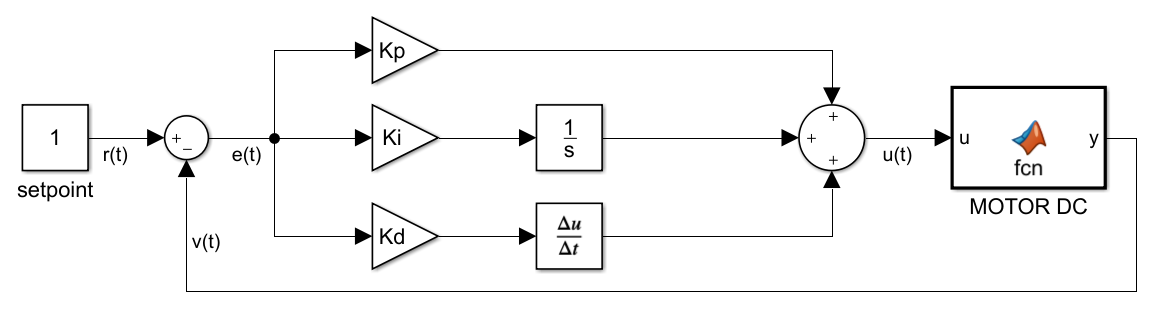 Kp
1
r(t)
setpoint
+
−
e(t)
Ki
1
s
+
+
+
u(t)
u
fcn
y
MOTOR DC
v(t)
Kd
Δu
Δt